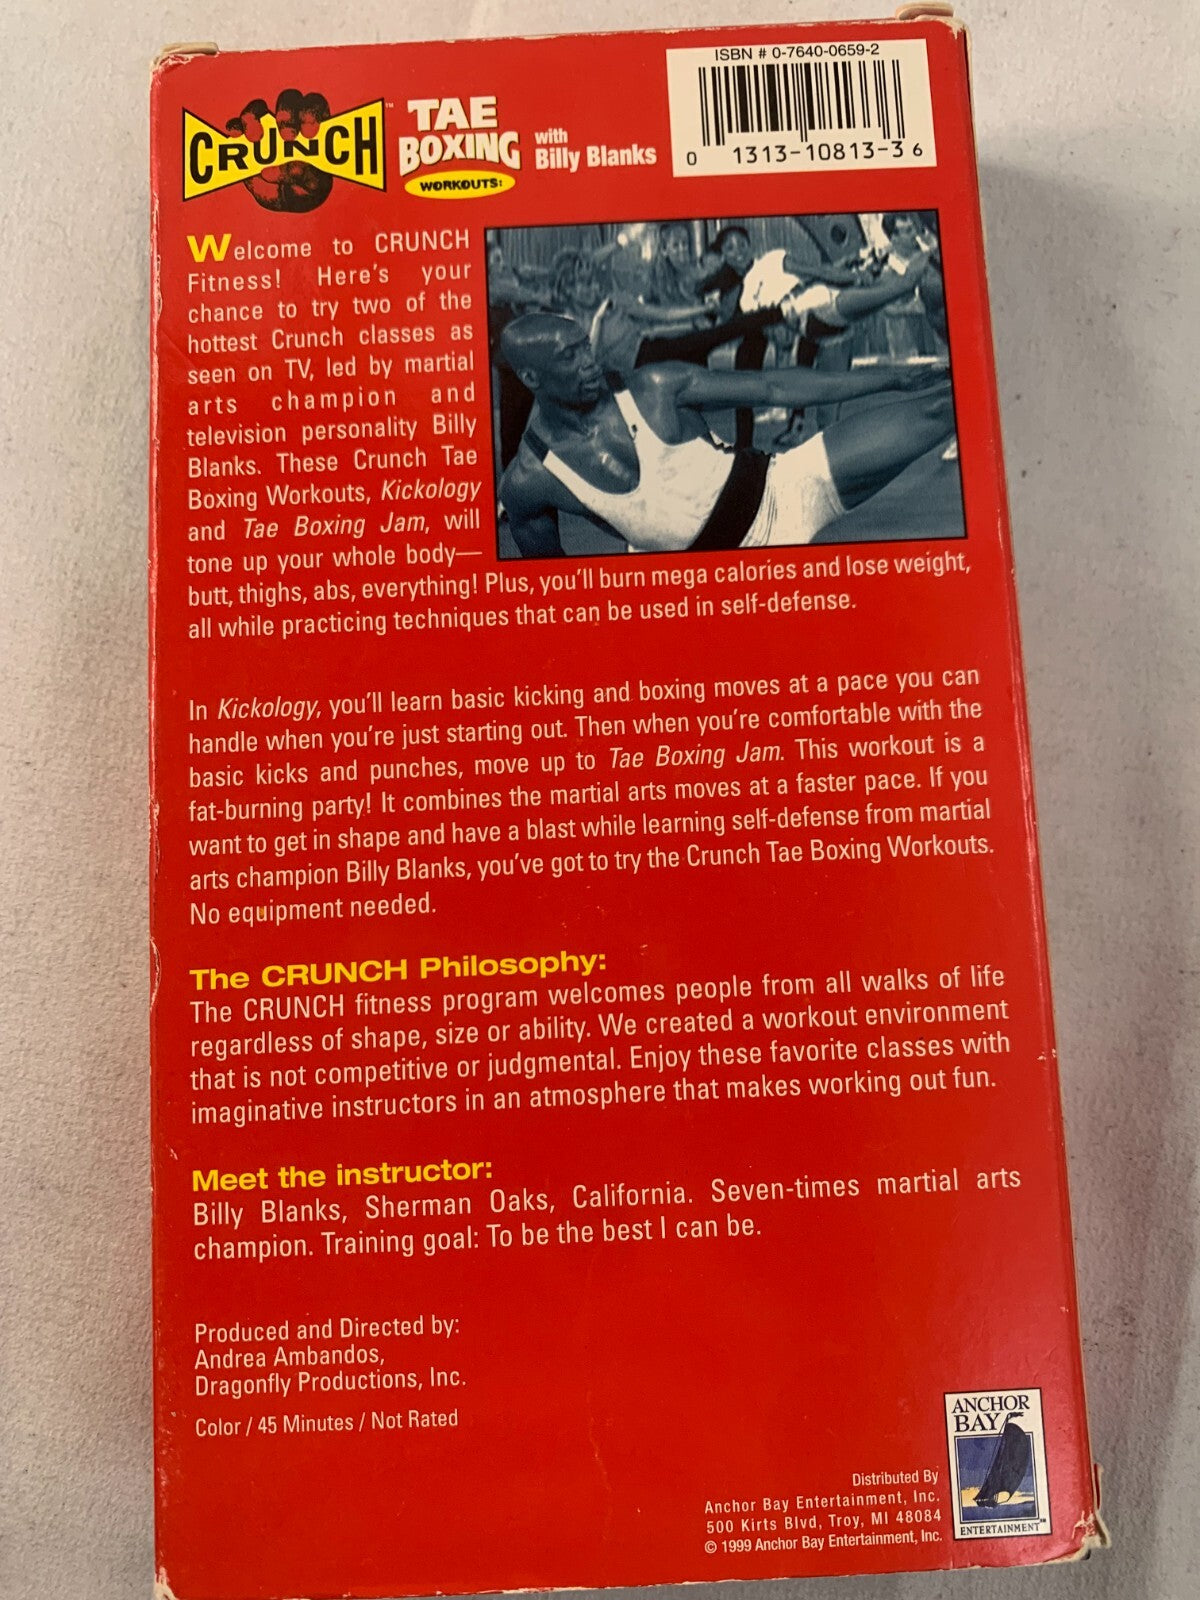 ISBN # 0-7640-0659-2
0 1313-10813-3 6
CRUNCH™
TAE
BOXING
WORKOUTS:
with
Billy Blanks
Welcome to CRUNCH
Fitness! Here's your
chance to try two of the
hottest Crunch classes as
seen on TV, led by martial
arts champion and
television personality Billy
Blanks. These Crunch Tae
Boxing Workouts, Kickology
and Tae Boxing Jam, will
tone up your whole body—
butt, thighs, abs, everything! Plus, you'll burn mega calories and lose weight,
all while practicing techniques that can be used in self-defense.
In Kickology, you'll learn basic kicking and boxing moves at a pace you can
handle when you're just starting out. Then when you're comfortable with the
basic kicks and punches, move up to Tae Boxing Jam. This workout is a
fat-burning party! It combines the martial arts moves at a faster pace. If you
want to get in shape and have a blast while learning self-defense from martial
arts champion Billy Blanks, you've got to try the Crunch Tae Boxing Workouts.
No equipment needed.
The CRUNCH Philosophy:
The CRUNCH fitness program welcomes people from all walks of life
regardless of shape, size or ability. We created a workout environment
that is not competitive or judgmental. Enjoy these favorite classes with
imaginative instructors in an atmosphere that makes working out fun.
Meet the instructor:
Billy Blanks, Sherman Oaks, California. Seven-times martial arts
champion. Training goal: To be the best I can be.
Produced and Directed by:
Andrea Ambandos,
Dragonfly Productions, Inc.
Color / 45 Minutes / Not Rated
ANCHOR
BAY
ENTERTAINMENT™
Distributed By
Anchor Bay Entertainment, Inc.
500 Kirts Blvd, Troy, MI 48084
© 1999 Anchor Bay Entertainment, Inc.